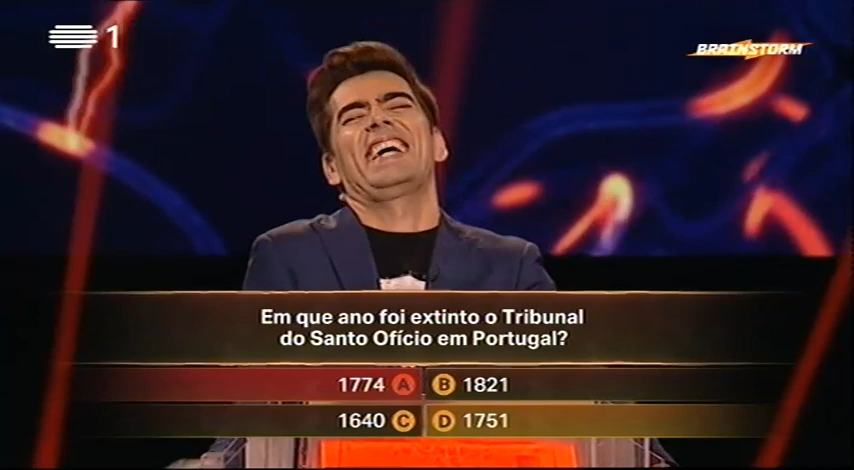 1
BRAINSTORM
Em que ano foi extinto o Tribunal
do Santo Ofício em Portugal?
1774 A B 1821
1640 C D 1751